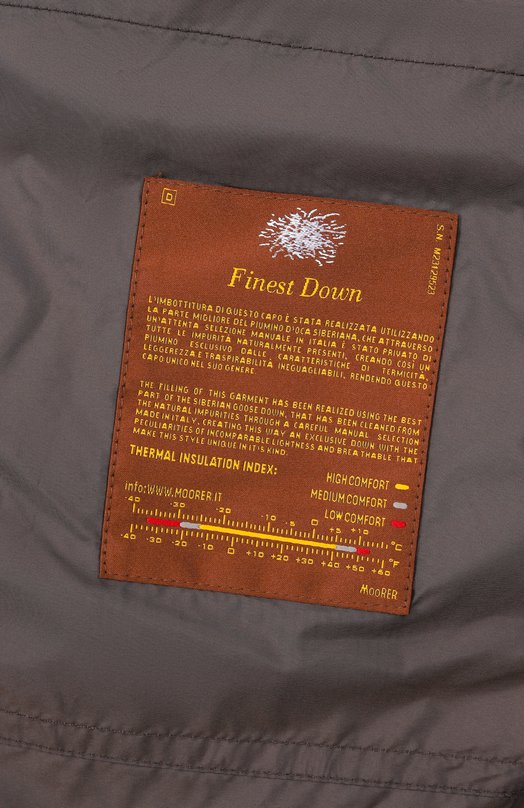 D
S.N. M23129523
Finest Down
L'IMBOTTITURA DI QUESTO CAPO È STATA REALIZZATA UTILIZZANDO
LA PARTE MIGLIORE DEL PIUMINO D'OCA SIBERIANA, CHE ATTRAVERSO
UN'ATTENTA SELEZIONE MANUALE IN ITALIA È STATO PRIVATO DI
TUTTE LE IMPURITÀ NATURALMENTE PRESENTI, CREANDO COSÌ UN
PIUMINO ESCLUSIVO DALLE CARATTERISTICHE DI TERMICITÀ,
LEGGEREZZA E TRASPIRABILITÀ INEGUAGLIABILI, RENDENDO QUESTO
CAPO UNICO NEL SUO GENERE
THE FILLING OF THIS GARMENT HAS BEEN REALIZED USING THE BEST
PART OF THE SIBERIAN GOOSE DOWN, THAT HAS BEEN CLEANED FROM
THE NATURAL IMPURITIES THROUGH A CAREFUL MANUAL SELECTION
MADE IN ITALY, CREATING THIS WAY AN EXCLUSIVE DOWN WITH THE
PECULIARITIES OF INCOMPARABLE LIGHTNESS AND BREATHABLE THAT
MAKE THIS STYLE UNIQUE IN IT'S KIND.
THERMAL INSULATION INDEX:
HIGH COMFORT
MEDIUM COMFORT
LOW COMFORT
info:WWW.MOORER.IT
-40 -30 -20 -10 -5 0 +5 +10 °C
-40 -30 -20 -10 0 +10 +20 +30 +40 +50 +60 °F
MOORER